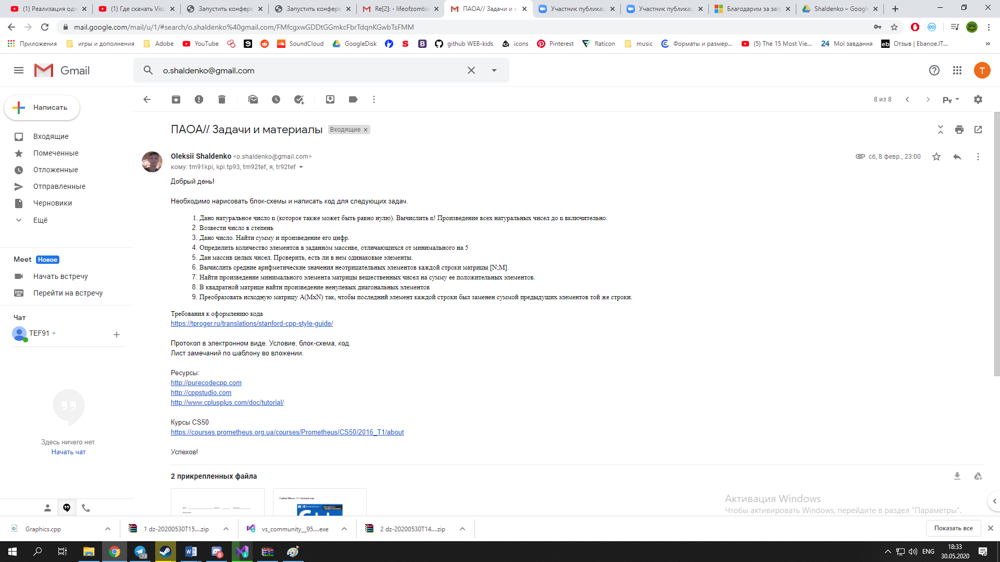 (1) Реализация одн
(1) Где скачать Visu
Запустить конфере
Запустить конфере
Re[2]: - lifeofzombie
ПАОА// Задачи и м
Участник публикац
Участник публикац
Благодарим за заг
Shaldenko – Google
mail.google.com/mail/u/1/#search/o.shaldenko%40gmail.com/FMfcgxwGDDtGGmkcFbrTdqnKGwbTsFMM
Приложения
игры и дополнения
Adobe
YouTube
SoundCloud
GoogleDisk
github WEB-kids
icons
Pinterest
flaticon
music
Форматы и размер...
(5) The 15 Most Vie...
24 Мої завдання
eb Отзыв | Ebanoe.IT...
Gmail
o.shaldenko@gmail.com
T
Написать
8 из 8
Ру
ПАОА// Задачи и материалы Входящие
Входящие
Помеченные
Отложенные
Отправленные
Черновики
Ещё
Oleksii Shaldenko <o.shaldenko@gmail.com>
сб, 8 февр., 23:00
кому: tm91kpi, kpi.tp93, tm92tef, я, tr92tef
Добрый день!
Необходимо нарисовать блок-схемы и написать код для следующих задач.
1. Дано натуральное число n (которое также может быть равно нулю). Вычислить n! Произведение всех натуральных чисел до n включительно.
2. Возвести число в степень
3. Дано число. Найти сумму и произведение его цифр.
4. Определить количество элементов в заданном массиве, отличающихся от минимального на 5
5. Дан массив целых чисел. Проверить, есть ли в нем одинаковые элементы.
6. Вычислить средние арифметические значения неотрицательных элементов каждой строки матрицы [N;M].
7. Найти произведение минимального элемента матрицы вещественных чисел на сумму ее положительных элементов.
8. В квадратной матрице найти произведение ненулевых диагональных элементов
9. Преобразовать исходную матрицу A(MxN) так, чтобы последний элемент каждой строки был заменен суммой предыдущих элементов той же строки.
Требования к оформлению кода
https://tproger.ru/translations/stanford-cpp-style-guide/
Протокол в электронном виде. Условие, блок-схема, код.
Лист замечаний по шаблону во вложении.
Ресурсы:
http://purecodecpp.com
http://cppstudio.com
http://www.cplusplus.com/doc/tutorial/
Курсы CS50
https://courses.prometheus.org.ua/courses/Prometheus/CS50/2016_T1/about
Успехов!
2 прикрепленных файла
Meet Новое
Начать встречу
Перейти на встречу
Чат
TEF91
Здесь ничего нет.
Начать чат
Активация Windows
Чтобы активировать Windows, перейдите в раздел "Параметры".
Graphics.cpp
1 dz-20200530T15....zip
vs_community__95....exe
2 dz-20200530T14....zip
Показать все
73
8
ENG
18:33
30.05.2020